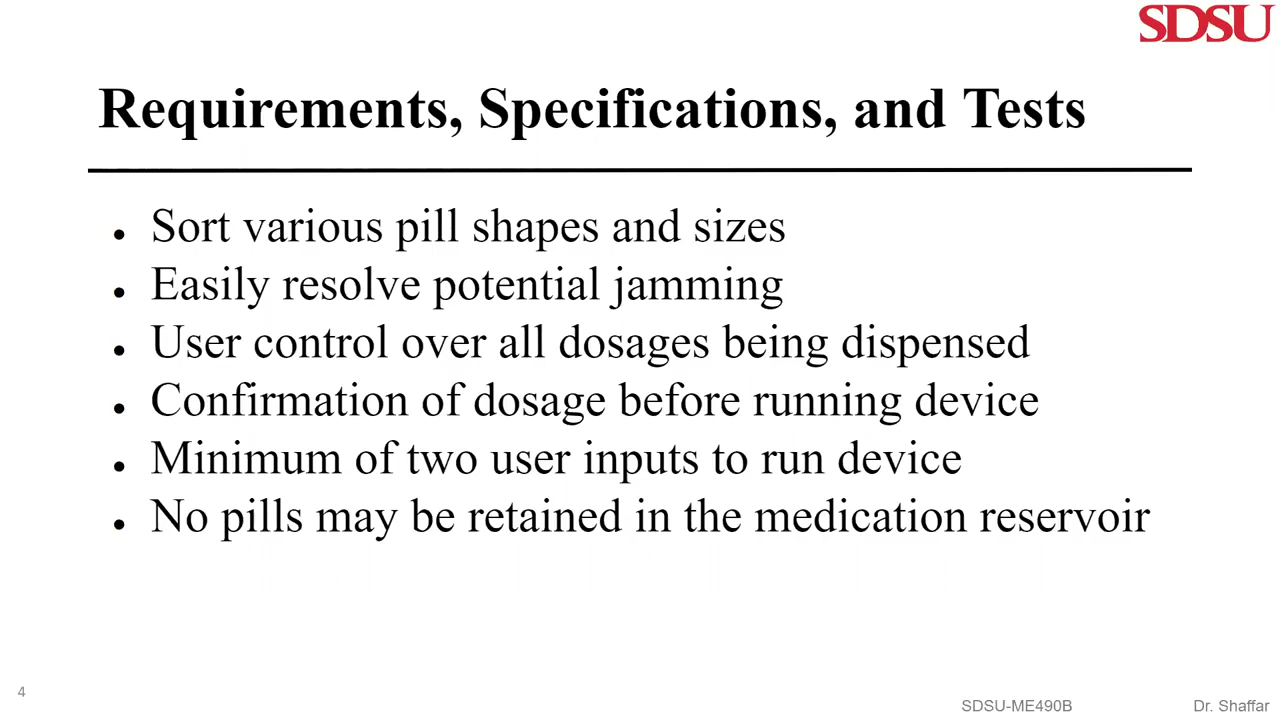 SDSU
Requirements, Specifications, and Tests
• Sort various pill shapes and sizes
• Easily resolve potential jamming
• User control over all dosages being dispensed
• Confirmation of dosage before running device
• Minimum of two user inputs to run device
• No pills may be retained in the medication reservoir
4
SDSU-ME490B Dr. Shaffar